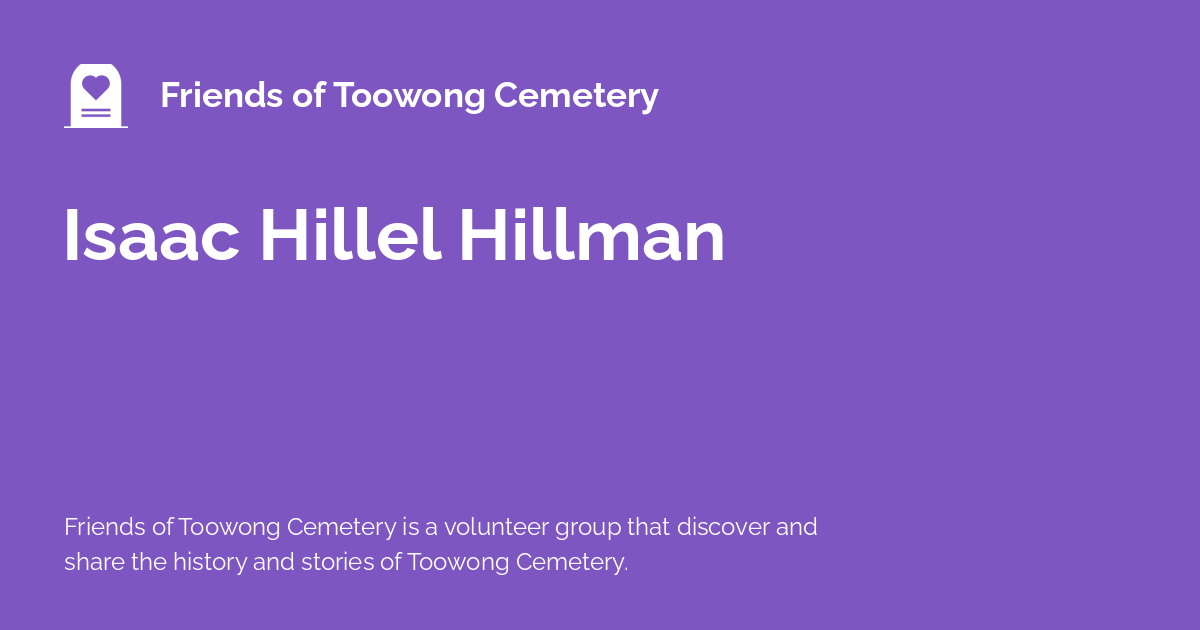 Friends of Toowong Cemetery
Isaac Hillel Hillman
Friends of Toowong Cemetery is a volunteer group that discover and
share the history and stories of Toowong Cemetery.